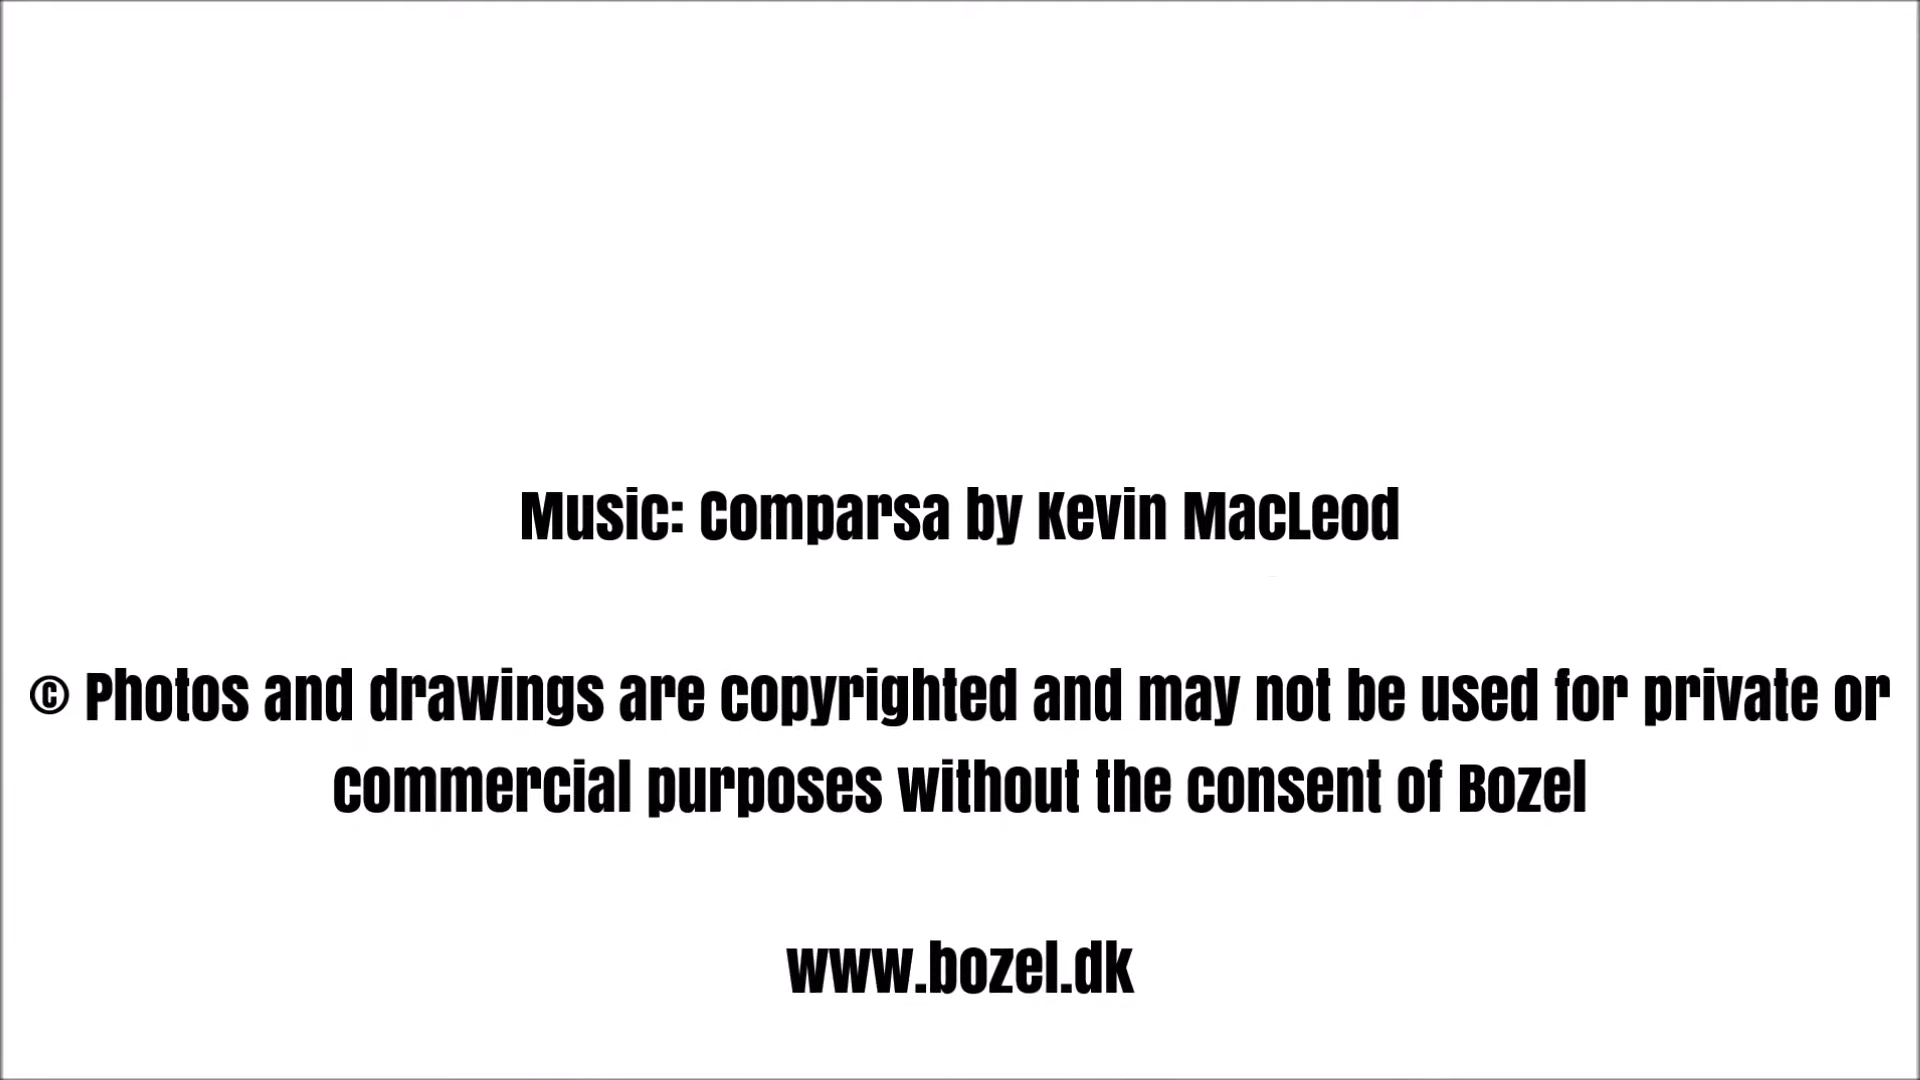 Music: Comparsa by Kevin MacLeod
© Photos and drawings are copyrighted and may not be used for private or
commercial purposes without the consent of Bozel
www.bozel.dk